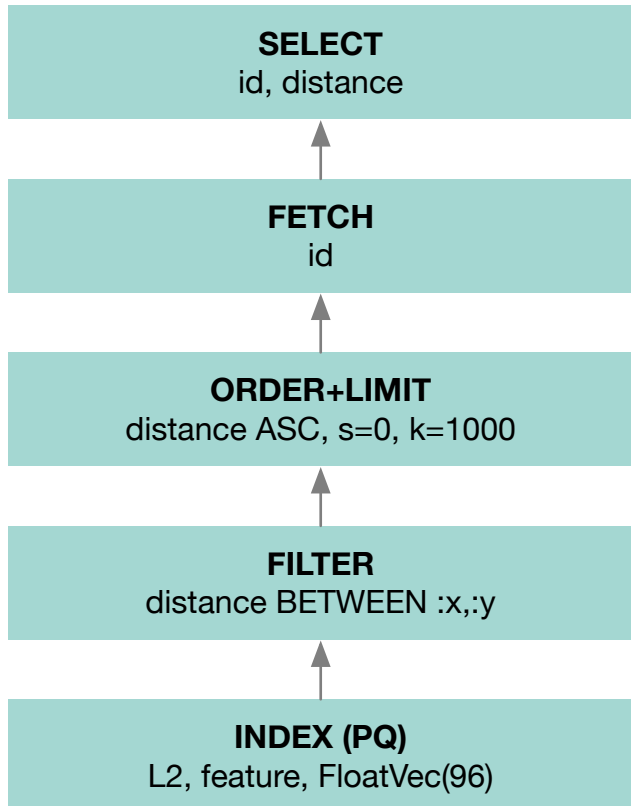 SELECT
id, distance
FETCH
id
ORDER+LIMIT
distance ASC, s=0, k=1000
FILTER
distance BETWEEN :x,:y
INDEX (PQ)
L2, feature, FloatVec(96)